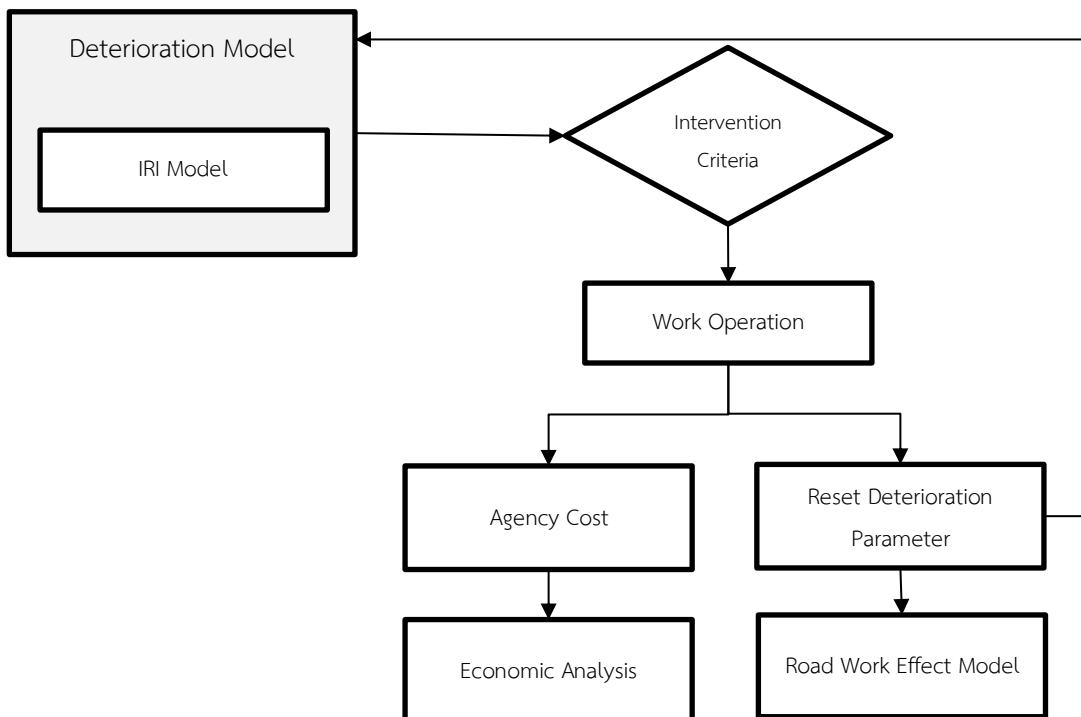 Deterioration Model
IRI Model
Intervention
Criteria
Work Operation
Agency Cost
Reset Deterioration
Parameter
Economic Analysis
Road Work Effect Model